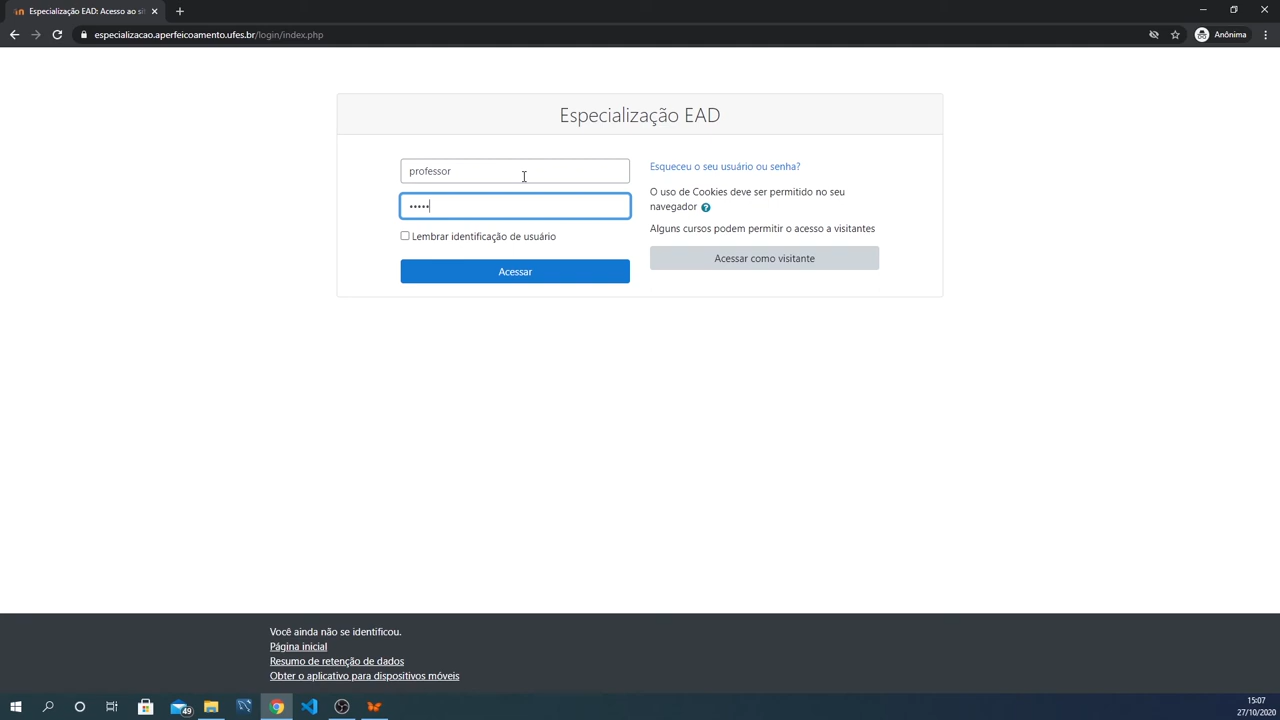 Especialização EAD: Acesso ao si
especializacao.aperfeicoamento.ufes.br/login/index.php
Anônima
Especialização EAD
professor
•••••
Lembrar identificação de usuário
Acessar
Esqueceu o seu usuário ou senha?
O uso de Cookies deve ser permitido no seu
navegador
Alguns cursos podem permitir o acesso a visitantes
Acessar como visitante
Você ainda não se identificou.
Página inicial
Resumo de retenção de dados
Obter o aplicativo para dispositivos móveis
49
15:07
27/10/2020